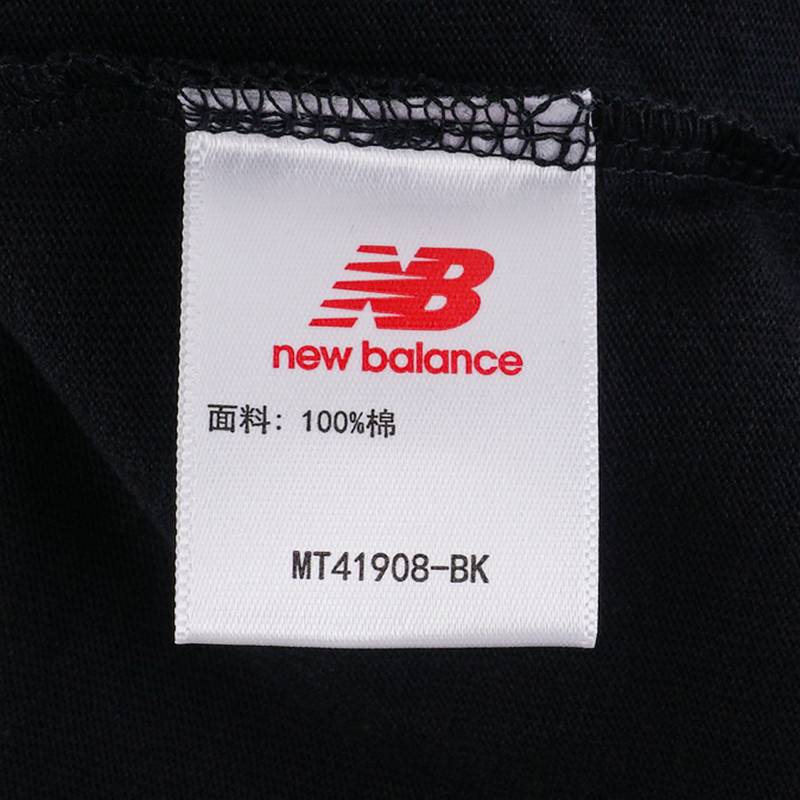 NB
new balance
面料: 100%棉
MT41908-BK